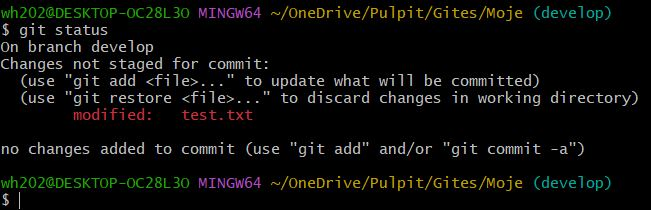 wh202@DESKTOP-OC28L3O MINGW64 ~/OneDrive/Pulpit/Gites/Moje (develop)
$ git status
On branch develop
Changes not staged for commit:
  (use "git add <file>..." to update what will be committed)
  (use "git restore <file>..." to discard changes in working directory)
        modified:   test.txt

no changes added to commit (use "git add" and/or "git commit -a")

wh202@DESKTOP-OC28L3O MINGW64 ~/OneDrive/Pulpit/Gites/Moje (develop)
$